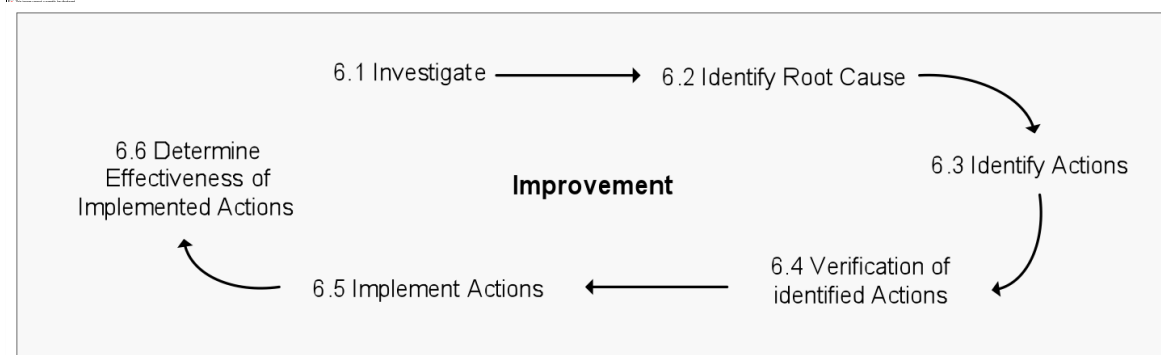 6.1 Investigate
6.2 Identify Root Cause
6.3 Identify Actions
6.6 Determine
Effectiveness of
Implemented Actions
Improvement
6.4 Verification of
identified Actions
6.5 Implement Actions